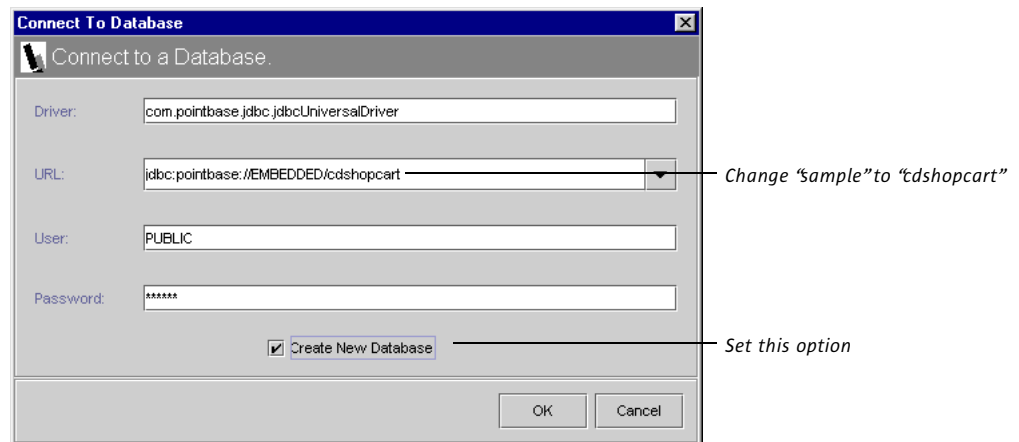 Connect To Database
Connect to a Database.
Driver: com.pointbase.jdbc.jdbcUniversalDriver
URL: jdbc:pointbase://EMBEDDED/cdshopcart Change “sample” to “cdshopcart”
User: PUBLIC
Password: ******
Create New Database Set this option
OK Cancel